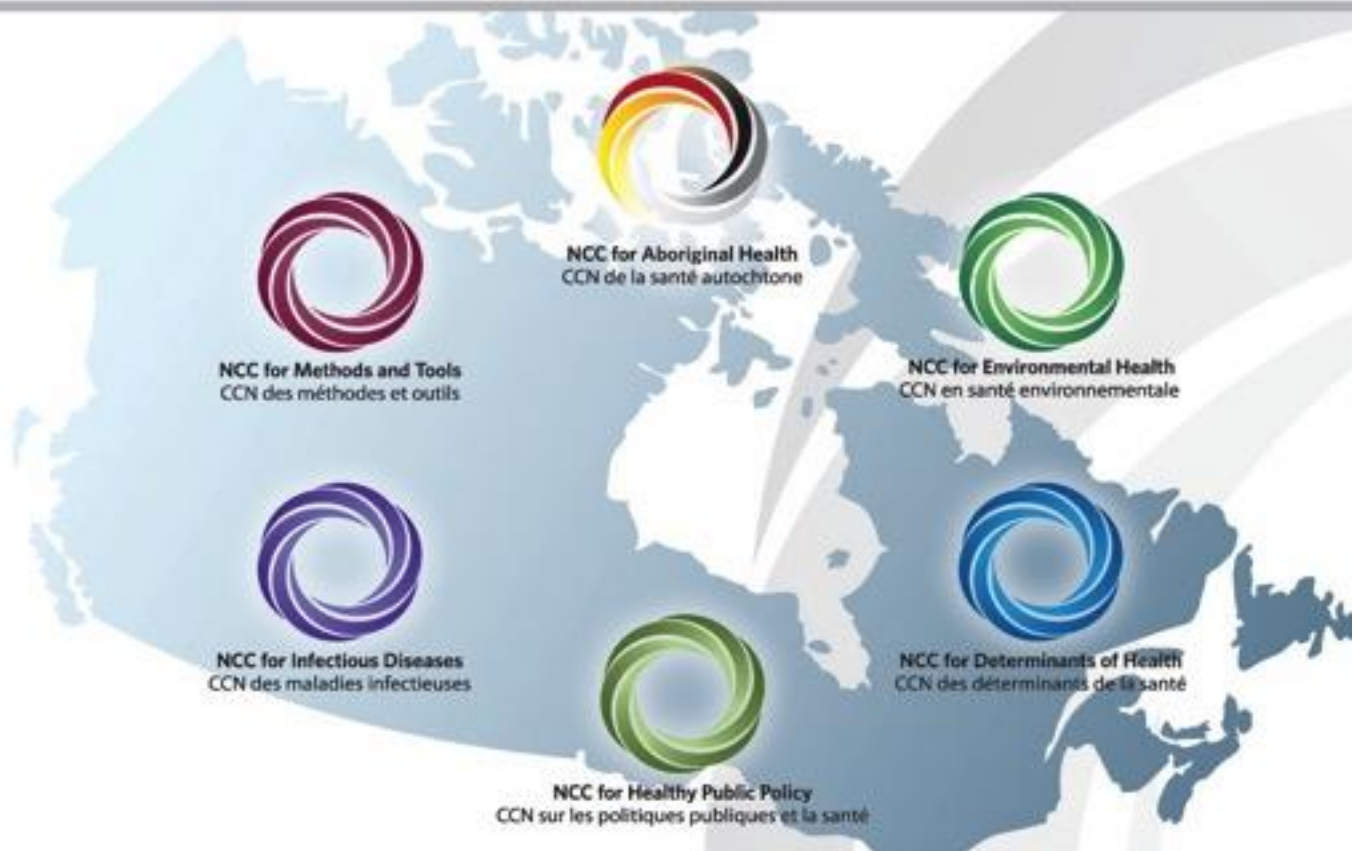 NCC for Aboriginal Health
CCN de la santé autochtone
NCC for Methods and Tools
CCN des méthodes et outils
NCC for Environmental Health
CCN en santé environnementale
NCC for Infectious Diseases
CCN des maladies infectieuses
NCC for Determinants of Health
CCN des déterminants de la santé
NCC for Healthy Public Policy
CCN sur les politiques publiques et la santé